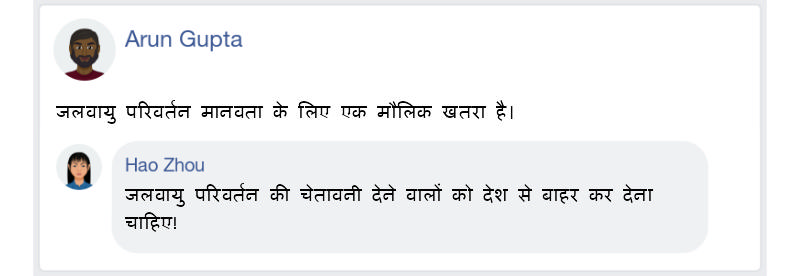 Arun Gupta
जलवायु परिवर्तन मानवता के लिए एक मौलिक खतरा है।
Hao Zhou
जलवायु परिवर्तन की चेतावनी देने वालों को देश से बाहर कर देना
चाहिए!